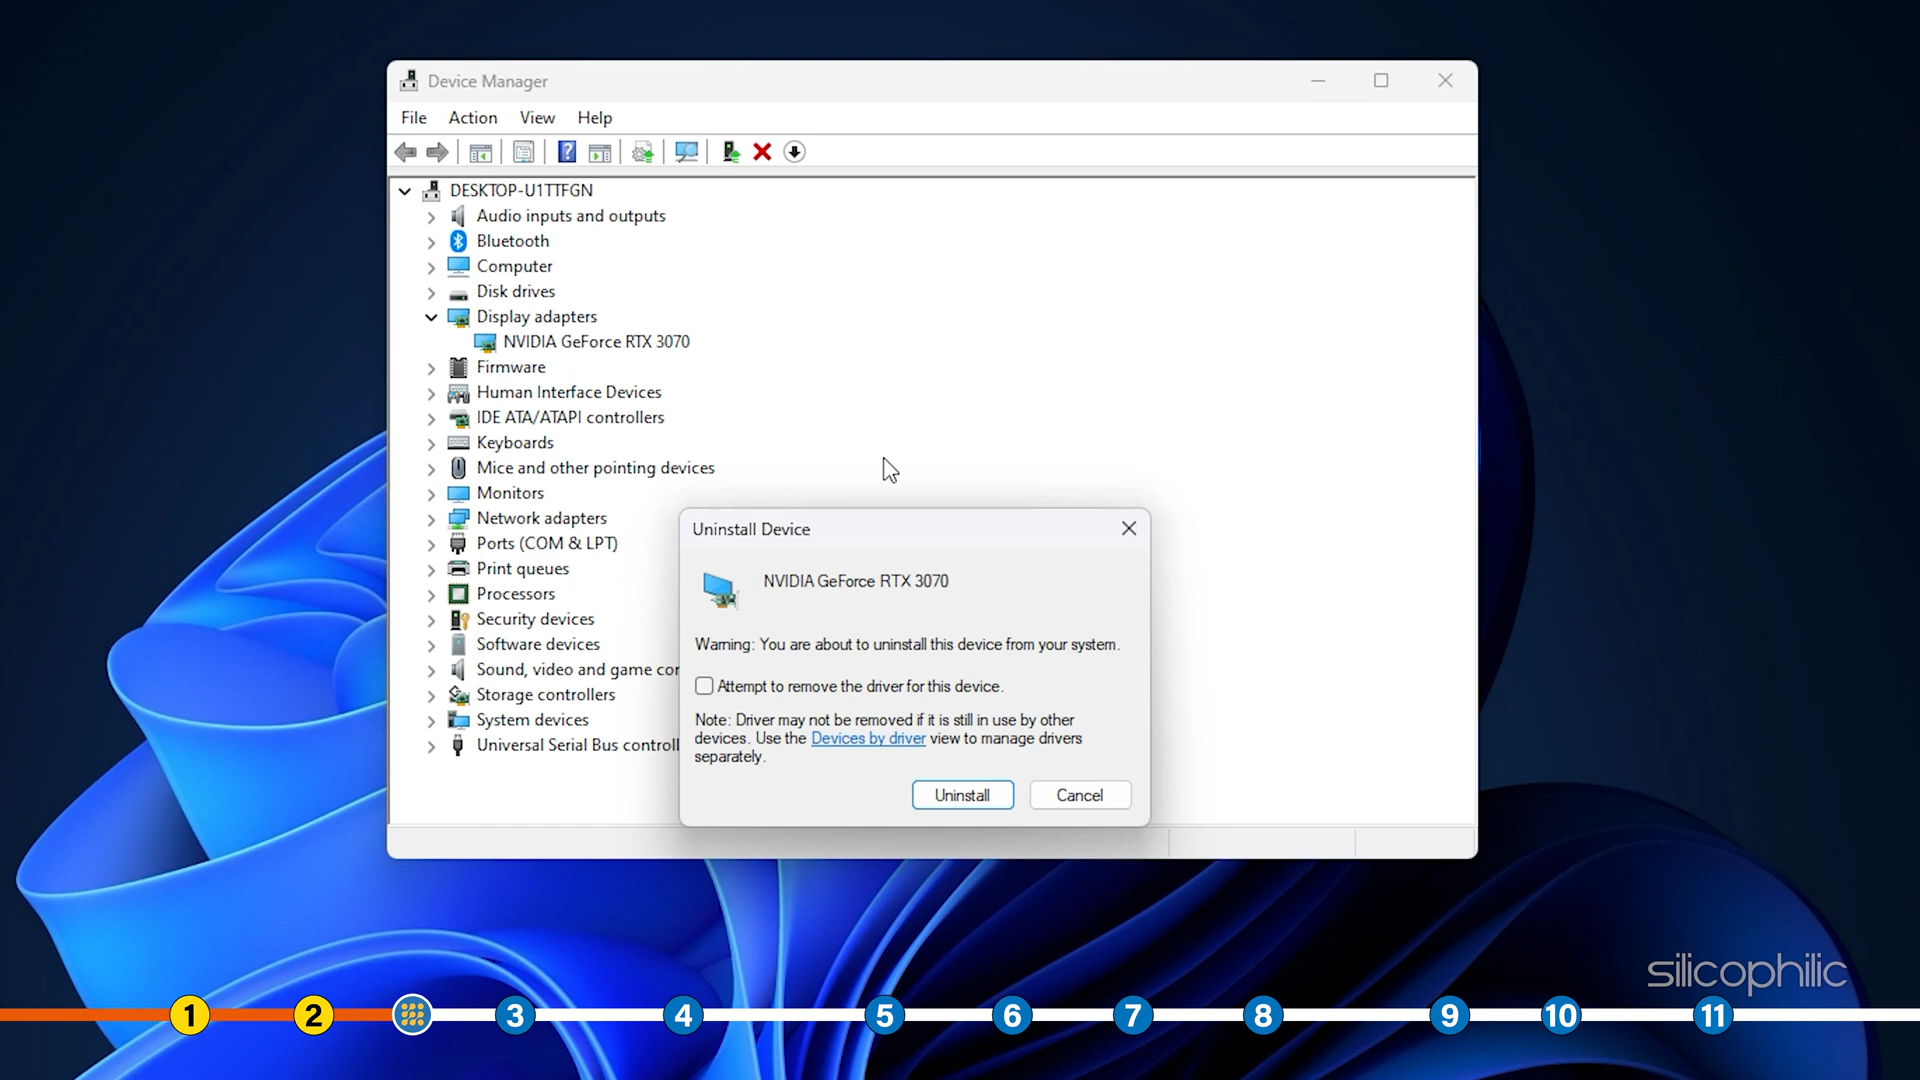 Device Manager
File Action View Help
DESKTOP-U1TTFGN
Audio inputs and outputs
Bluetooth
Computer
Disk drives
Display adapters
NVIDIA GeForce RTX 3070
Firmware
Human Interface Devices
IDE ATA/ATAPI controllers
Keyboards
Mice and other pointing devices
Monitors
Network adapters
Ports (COM & LPT)
Print queues
Processors
Security devices
Software devices
Sound, video and game cor
Storage controllers
System devices
Universal Serial Bus controll
Uninstall Device
NVIDIA GeForce RTX 3070
Warning: You are about to uninstall this device from your system.
Attempt to remove the driver for this device.
Note: Driver may not be removed if it is still in use by other
devices. Use the Devices by driver view to manage drivers
separately.
Uninstall Cancel
silicophilic
1 2 3 4 5 6 7 8 9 10 11